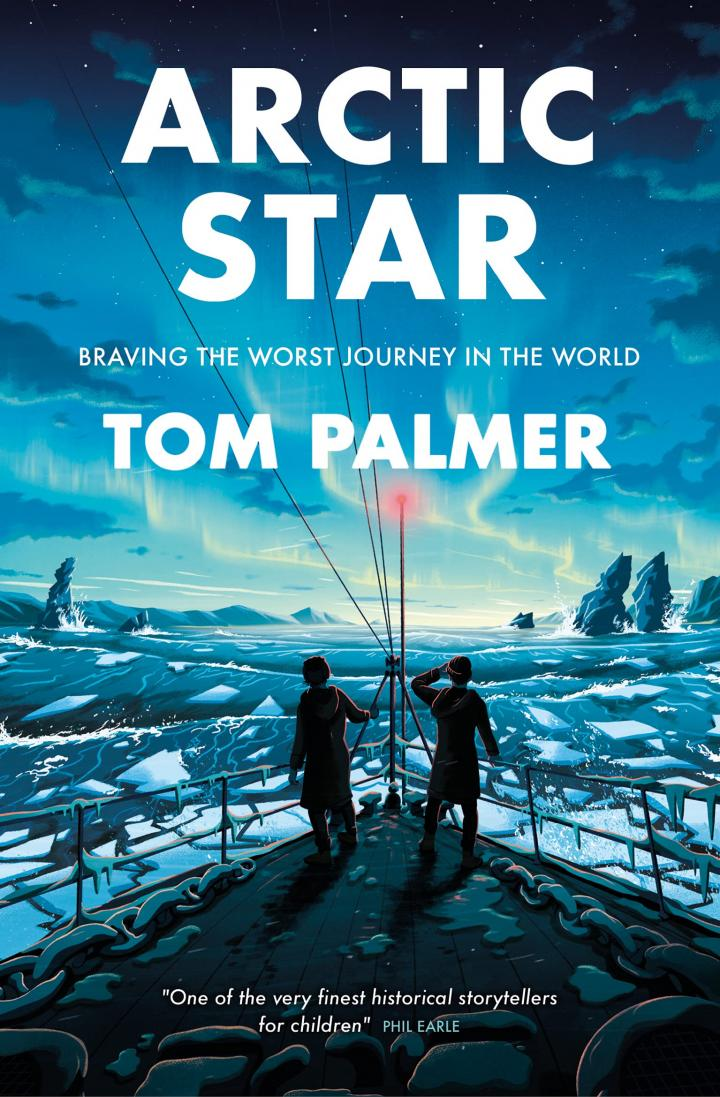 ARCTIC
STAR
BRAVING THE WORST JOURNEY IN THE WORLD
TOM PALMER
"One of the very finest historical storytellers
for children" PHIL EARLE